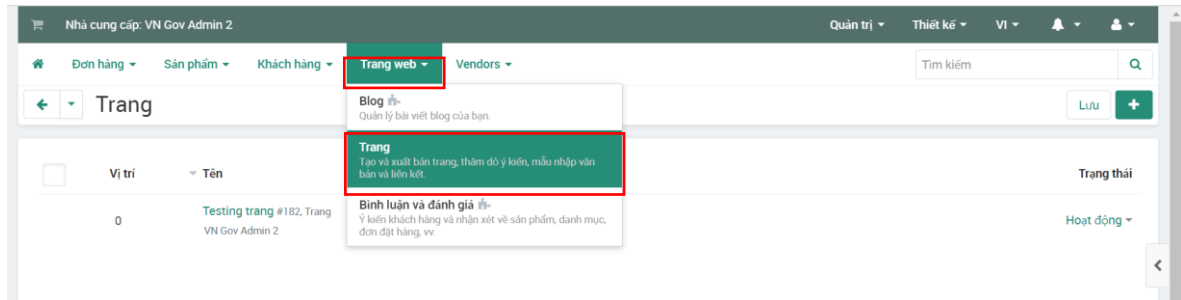 Nhà cung cấp: VN Gov Admin 2 Quản trị Thiết kế VI
Đơn hàng Sản phẩm Khách hàng Trang web Vendors Tìm kiếm
Trang Lưu
Blog
Quản lý bài viết blog của bạn.
Trang
Tạo và xuất bản trang, thăm dò ý kiến, mẫu nhập văn
bản và liên kết.
Bình luận và đánh giá
Ý kiến khách hàng và nhận xét về sản phẩm, danh mục,
đơn đặt hàng, vv.
Vị trí Tên Trạng thái
0 Testing trang #182, Trang Hoạt động
VN Gov Admin 2